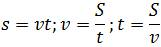 s = vt; v = S/t; t = S/v